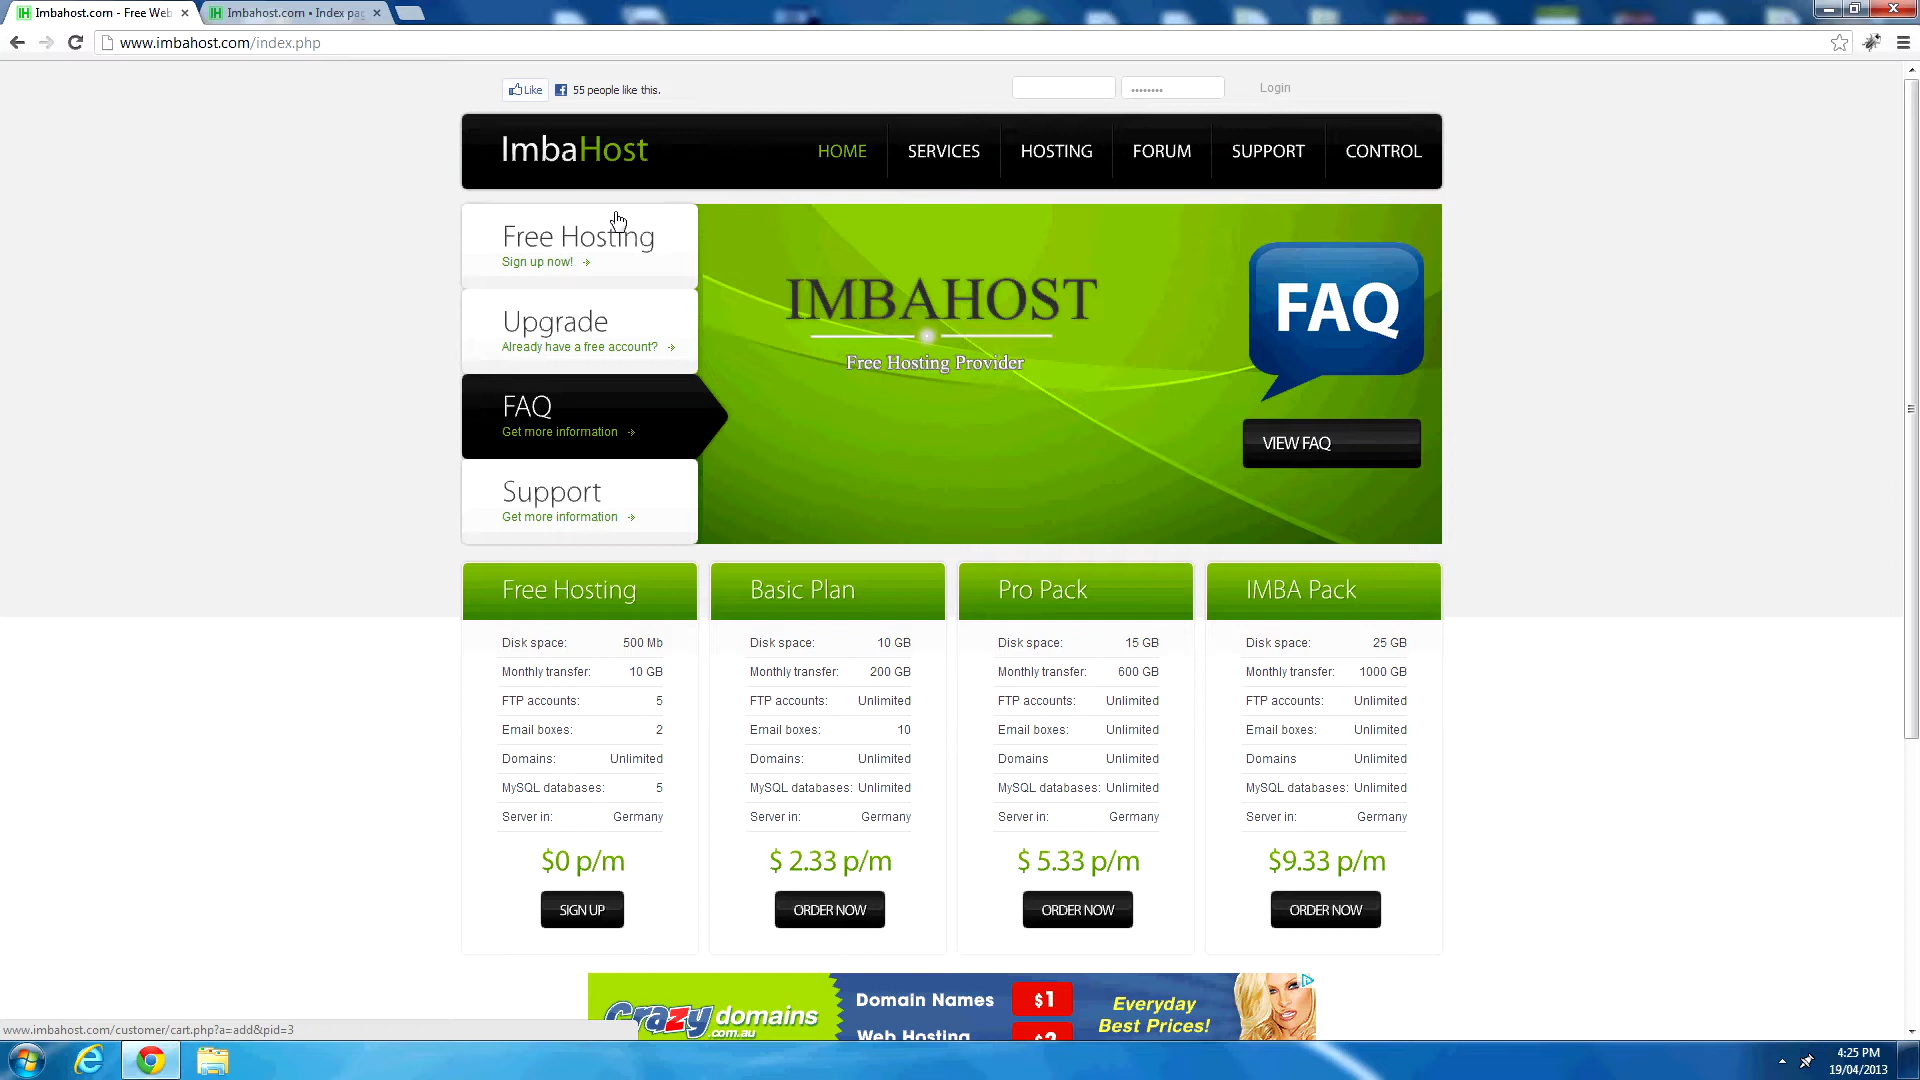 Imbahost.com - Free Web
Imbahost.com • Index pag
www.imbahost.com/index.php
Like
55 people like this.
Login
ImbaHost
HOME
SERVICES
HOSTING
FORUM
SUPPORT
CONTROL
Free Hosting
Sign up now!
Upgrade
Already have a free account?
FAQ
Get more information
Support
Get more information
IMBAHOST
Free Hosting Provider
FAQ
VIEW FAQ
Free Hosting
Disk space: 500 Mb
Monthly transfer: 10 GB
FTP accounts: 5
Email boxes: 2
Domains: Unlimited
MySQL databases: 5
Server in: Germany
$0 p/m
SIGN UP
Basic Plan
Disk space: 10 GB
Monthly transfer: 200 GB
FTP accounts: Unlimited
Email boxes: 10
Domains: Unlimited
MySQL databases: Unlimited
Server in: Germany
$ 2.33 p/m
ORDER NOW
Pro Pack
Disk space: 15 GB
Monthly transfer: 600 GB
FTP accounts: Unlimited
Email boxes: Unlimited
Domains Unlimited
MySQL databases: Unlimited
Server in: Germany
$ 5.33 p/m
ORDER NOW
IMBA Pack
Disk space: 25 GB
Monthly transfer: 1000 GB
FTP accounts: Unlimited
Email boxes: Unlimited
Domains Unlimited
MySQL databases: Unlimited
Server in: Germany
$9.33 p/m
ORDER NOW
Crazy domains
.com.au
Domain Names $1
Web Hosting $2
Everyday
Best Prices!
www.imbahost.com/customer/cart.php?a=add&pid=3
4:25 PM
19/04/2013